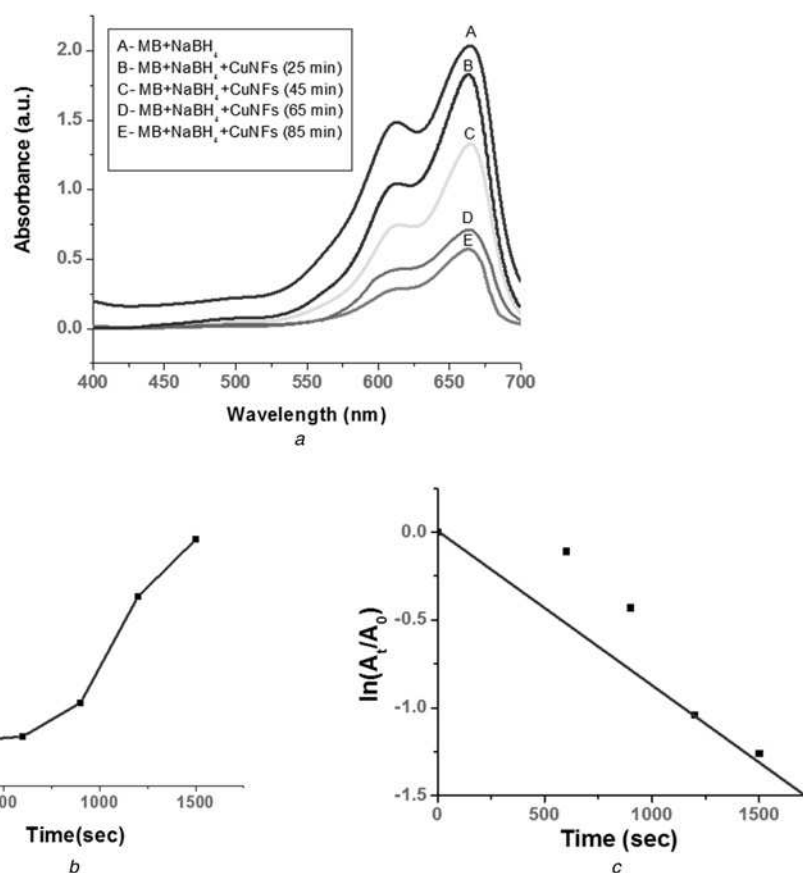 A- MB+NaBH₄
B- MB+NaBH₄+CuNFs (25 min)
C- MB+NaBH₄+CuNFs (45 min)
D- MB+NaBH₄+CuNFs (65 min)
E- MB+NaBH₄+CuNFs (85 min)
A
B
C
D
E
Absorbance (a.u.)
2.0
1.5
1.0
0.5
0.0
400 450 500 550 600 650 700
Wavelength (nm)
a
1000 1500
Time(sec)
b
ln(Aₜ/A₀)
0.0
-0.5
-1.0
-1.5
0 500 1000 1500
Time (sec)
c